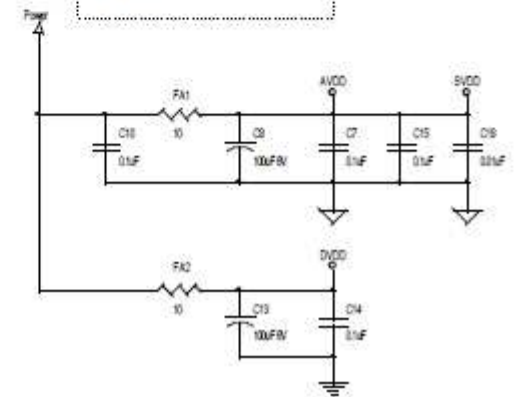 Power
AVDD
SVDD
FA1
10
C10
0.1uF
C8
100uF 6V
C7
0.1uF
C15
0.1uF
C16
0.01uF
DVDD
FA2
10
C13
100uF 6V
C14
0.1uF